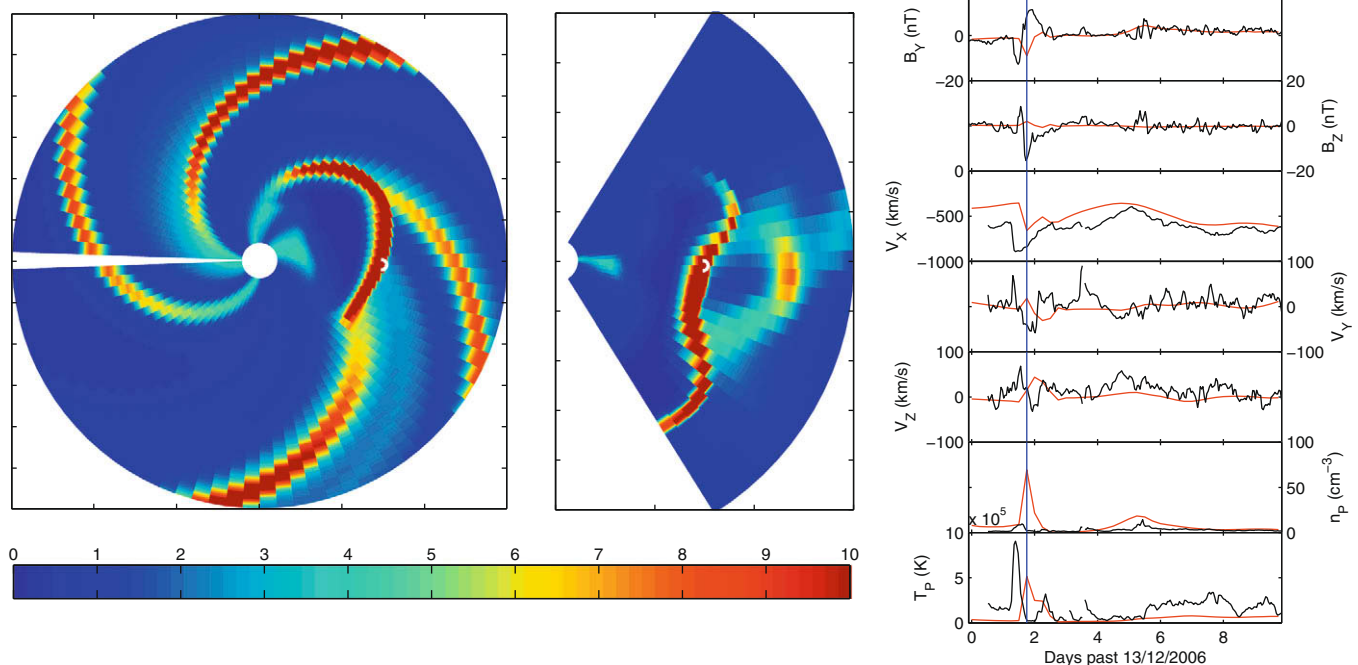 0 1 2 3 4 5 6 7 8 9 10
B_Y (nT)
0
−20
20
0
−20
B_Z (nT)
0
−500
−1000
V_X (km/s)
100
0
−100
V_Y (km/s)
100
0
−100
V_Z (km/s)
100
50
0
n_P (cm⁻³)
x 10⁵
10
5
0
T_P (K)
0 2 4 6 8
Days past 13/12/2006